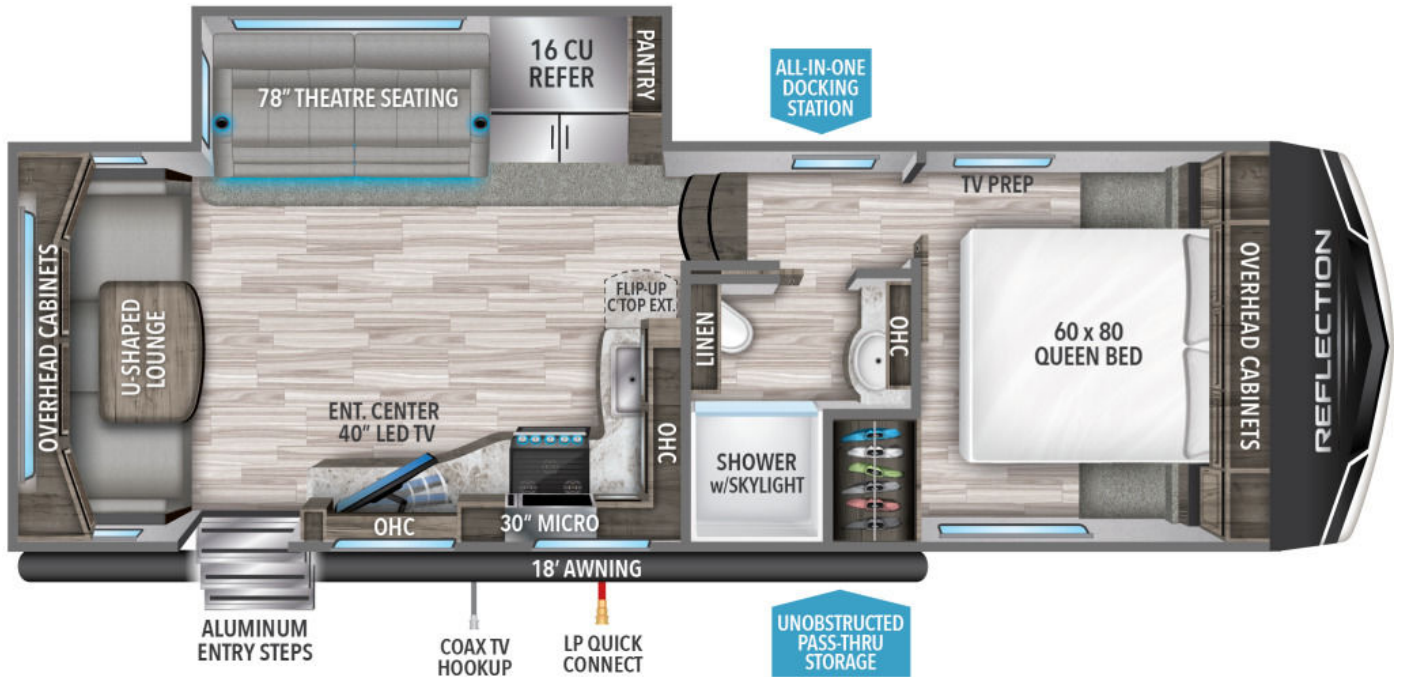 16 CU
REFER
PANTRY
78" THEATRE SEATING
ALL-IN-ONE
DOCKING
STATION
TV PREP
OVERHEAD CABINETS
U-SHAPED
LOUNGE
FLIP-UP
C'TOP EXT.
LINEN
OHC
60 x 80
QUEEN BED
OVERHEAD CABINETS
REFLECTION
ENT. CENTER
40" LED TV
OHC
SHOWER
w/SKYLIGHT
OHC
30" MICRO
18' AWNING
ALUMINUM
ENTRY STEPS
COAX TV
HOOKUP
LP QUICK
CONNECT
UNOBSTRUCTED
PASS-THRU
STORAGE